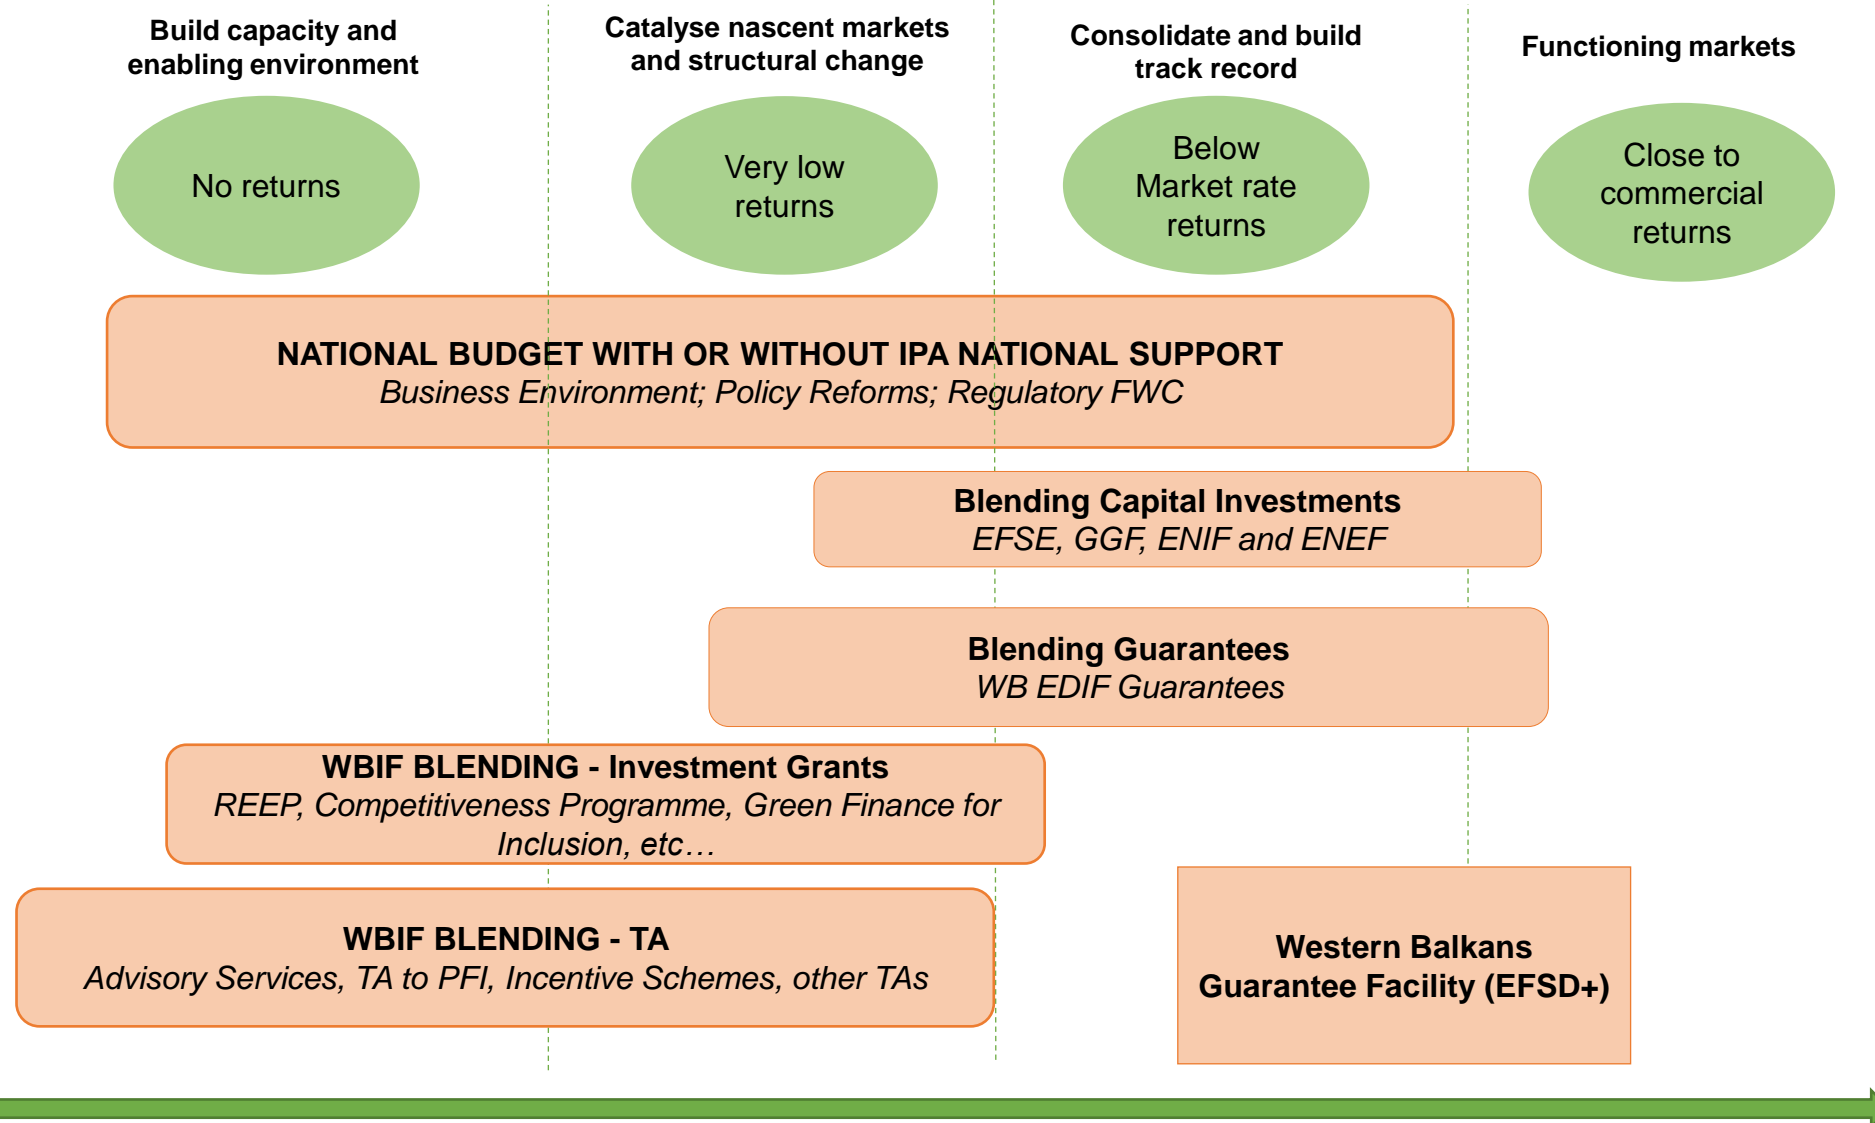 Build capacity and
enabling environment
Catalyse nascent markets
and structural change
Consolidate and build
track record
Functioning markets
No returns
Very low
returns
Below
Market rate
returns
Close to
commercial
returns
NATIONAL BUDGET WITH OR WITHOUT IPA NATIONAL SUPPORT
Business Environment; Policy Reforms; Regulatory FWC
Blending Capital Investments
EFSE, GGF, ENIF and ENEF
Blending Guarantees
WB EDIF Guarantees
WBIF BLENDING - Investment Grants
REEP, Competitiveness Programme, Green Finance for
Inclusion, etc…
WBIF BLENDING - TA
Advisory Services, TA to PFI, Incentive Schemes, other TAs
Western Balkans
Guarantee Facility (EFSD+)